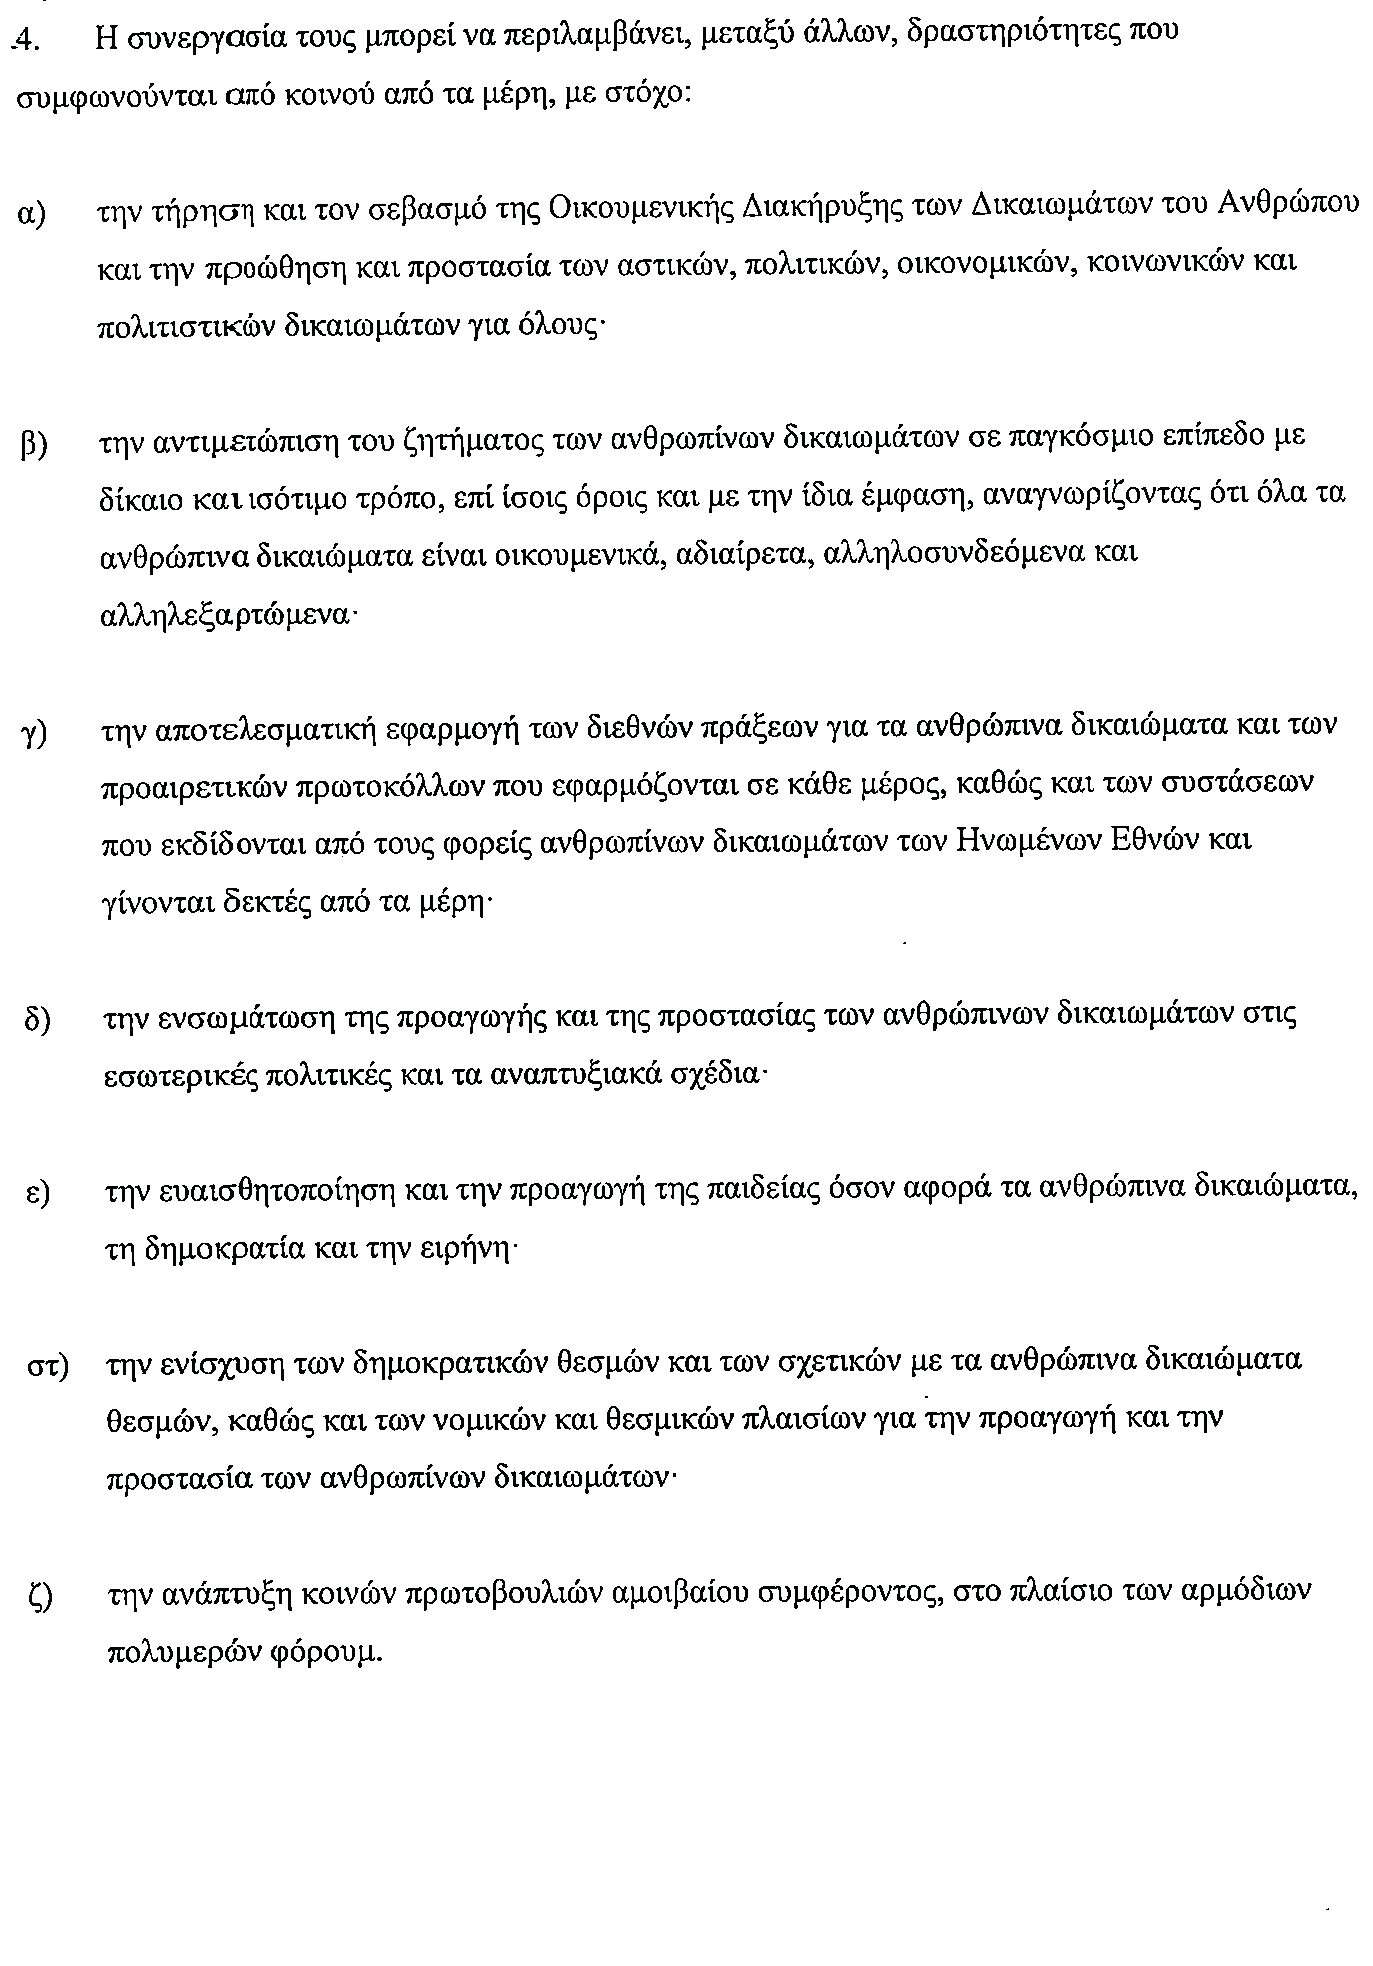 4. Η συνεργασία τους μπορεί να περιλαμβάνει, μεταξύ άλλων, δραστηριότητες που
συμφωνούνται από κοινού από τα μέρη, με στόχο:
α) την τήρηση και τον σεβασμό της Οικουμενικής Διακήρυξης των Δικαιωμάτων του Ανθρώπου
και την προώθηση και προστασία των αστικών, πολιτικών, οικονομικών, κοινωνικών και
πολιτιστικών δικαιωμάτων για όλους·
β) την αντιμετώπιση του ζητήματος των ανθρωπίνων δικαιωμάτων σε παγκόσμιο επίπεδο με
δίκαιο και ισότιμο τρόπο, επί ίσοις όροις και με την ίδια έμφαση, αναγνωρίζοντας ότι όλα τα
ανθρώπινα δικαιώματα είναι οικουμενικά, αδιαίρετα, αλληλοσυνδεόμενα και
αλληλεξαρτώμενα·
γ) την αποτελεσματική εφαρμογή των διεθνών πράξεων για τα ανθρώπινα δικαιώματα και των
προαιρετικών πρωτοκόλλων που εφαρμόζονται σε κάθε μέρος, καθώς και των συστάσεων
που εκδίδονται από τους φορείς ανθρωπίνων δικαιωμάτων των Ηνωμένων Εθνών και
γίνονται δεκτές από τα μέρη·
δ) την ενσωμάτωση της προαγωγής και της προστασίας των ανθρώπινων δικαιωμάτων στις
εσωτερικές πολιτικές και τα αναπτυξιακά σχέδια·
ε) την ευαισθητοποίηση και την προαγωγή της παιδείας όσον αφορά τα ανθρώπινα δικαιώματα,
τη δημοκρατία και την ειρήνη·
στ) την ενίσχυση των δημοκρατικών θεσμών και των σχετικών με τα ανθρώπινα δικαιώματα
θεσμών, καθώς και των νομικών και θεσμικών πλαισίων για την προαγωγή και την
προστασία των ανθρωπίνων δικαιωμάτων·
ζ) την ανάπτυξη κοινών πρωτοβουλιών αμοιβαίου συμφέροντος, στο πλαίσιο των αρμόδιων
πολυμερών φόρουμ.